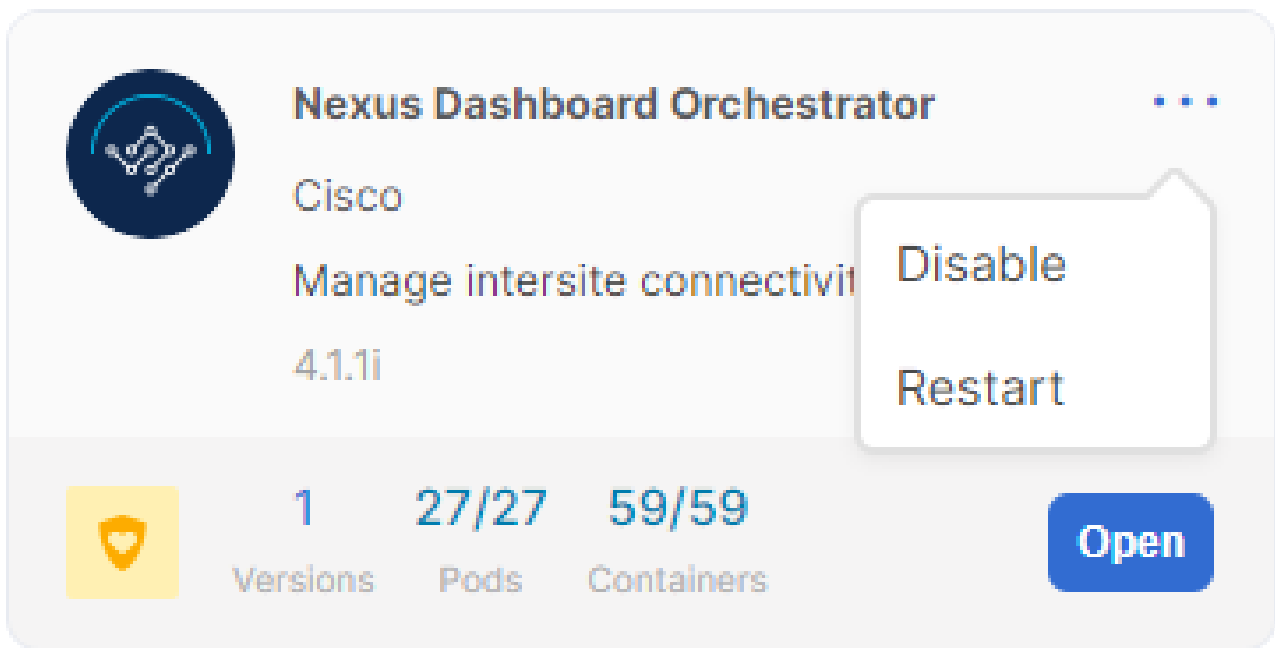 Nexus Dashboard Orchestrator
Cisco
Manage intersite
4.1.1i
Disable
Restart
1 27/27 59/59
Versions Pods Containers
Open